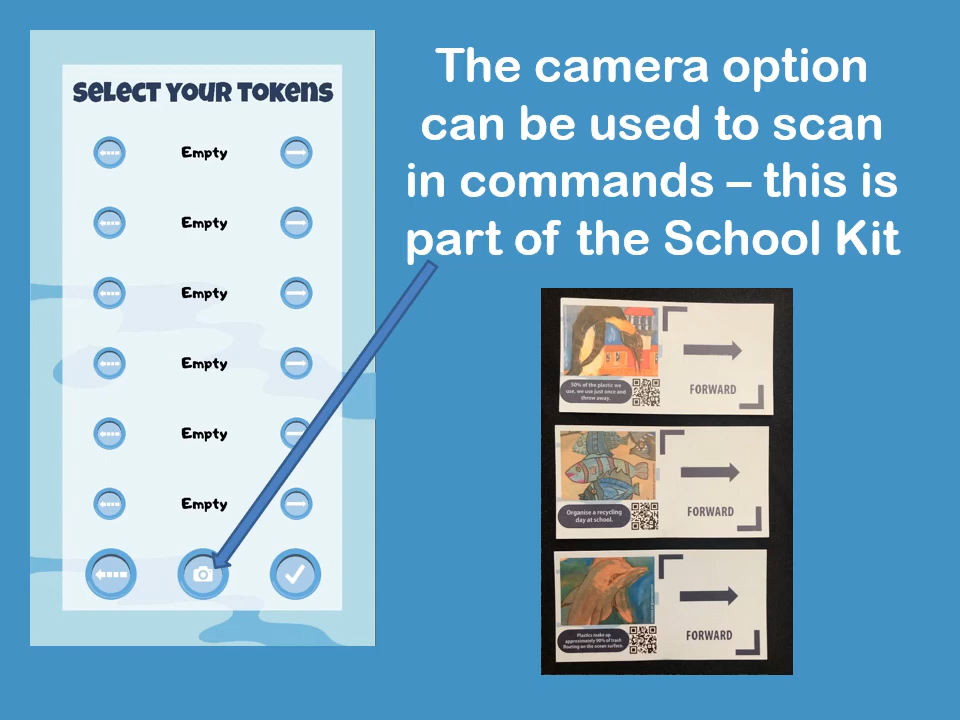 SELECT YOUR TOKENS
Empty
Empty
Empty
Empty
Empty
Empty
The camera option
can be used to scan
in commands – this is
part of the School Kit
50% of the plastic we
use, we use just once and
throw away.
FORWARD
Organise a recycling
day at school.
FORWARD
Plastics make up
approximately 90% of trash
floating on the ocean surface.
FORWARD